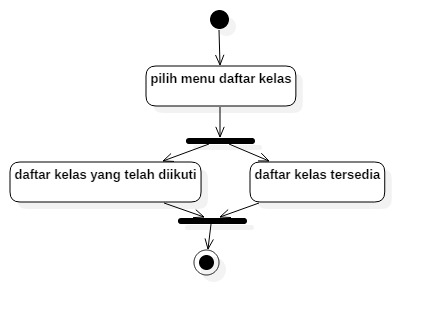 pilih menu daftar kelas
daftar kelas yang telah diikuti
daftar kelas tersedia